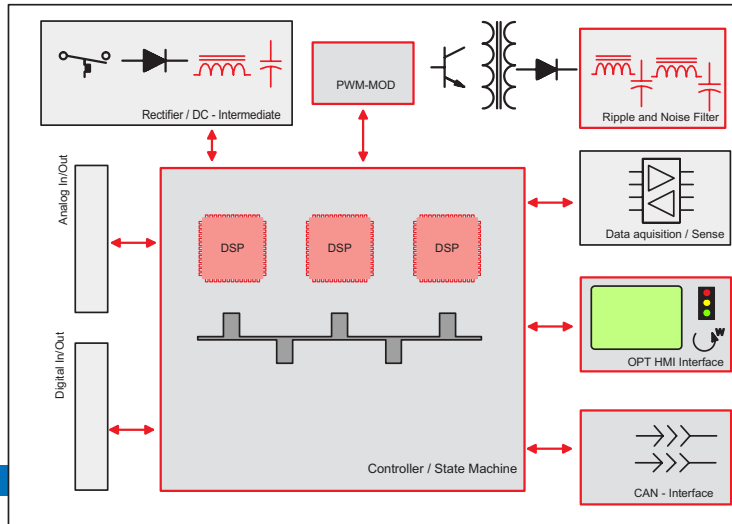 Rectifier / DC - Intermediate
PWM-MOD
Ripple and Noise Filter
Analog In/Out
Data aquisition / Sense
DSP
DSP
DSP
W
OPT HMI Interface
Digital In/Out
Controller / State Machine
CAN - Interface